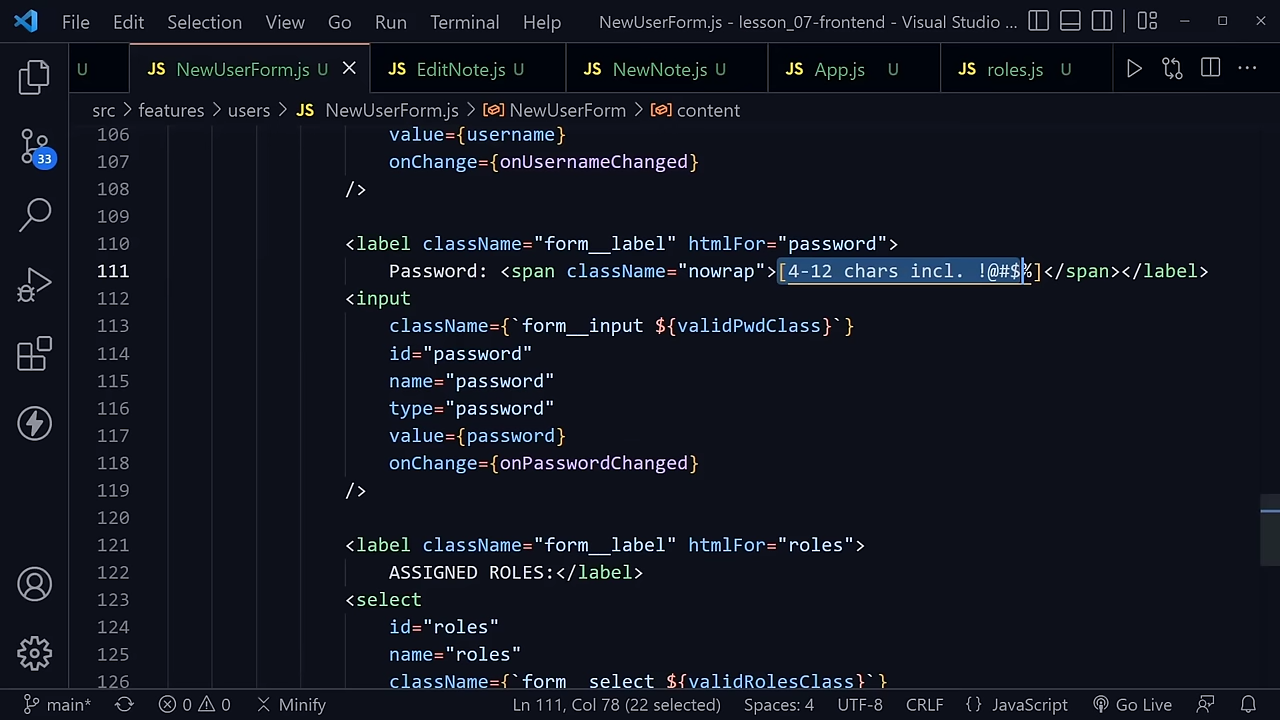 File Edit Selection View Go Run Terminal Help NewUserForm.js - lesson_07-frontend - Visual Studio ...
U JS NewUserForm.js U JS EditNote.js U JS NewNote.js U JS App.js U JS roles.js U
src > features > users > JS NewUserForm.js > NewUserForm > content
106 value={username}
107 onChange={onUsernameChanged}
108 />
109
110 <label className="form__label" htmlFor="password">
111 Password: <span className="nowrap">[4-12 chars incl. !@#$%]</span></label>
112 <input
113 className={`form__input ${validPwdClass}`}
114 id="password"
115 name="password"
116 type="password"
117 value={password}
118 onChange={onPasswordChanged}
119 />
120
121 <label className="form__label" htmlFor="roles">
122 ASSIGNED ROLES:</label>
123 <select
124 id="roles"
125 name="roles"
126 className={`form__select ${validRolesClass}`}
33
main* 0 0 Minify Ln 111, Col 78 (22 selected) Spaces: 4 UTF-8 CRLF {} JavaScript Go Live